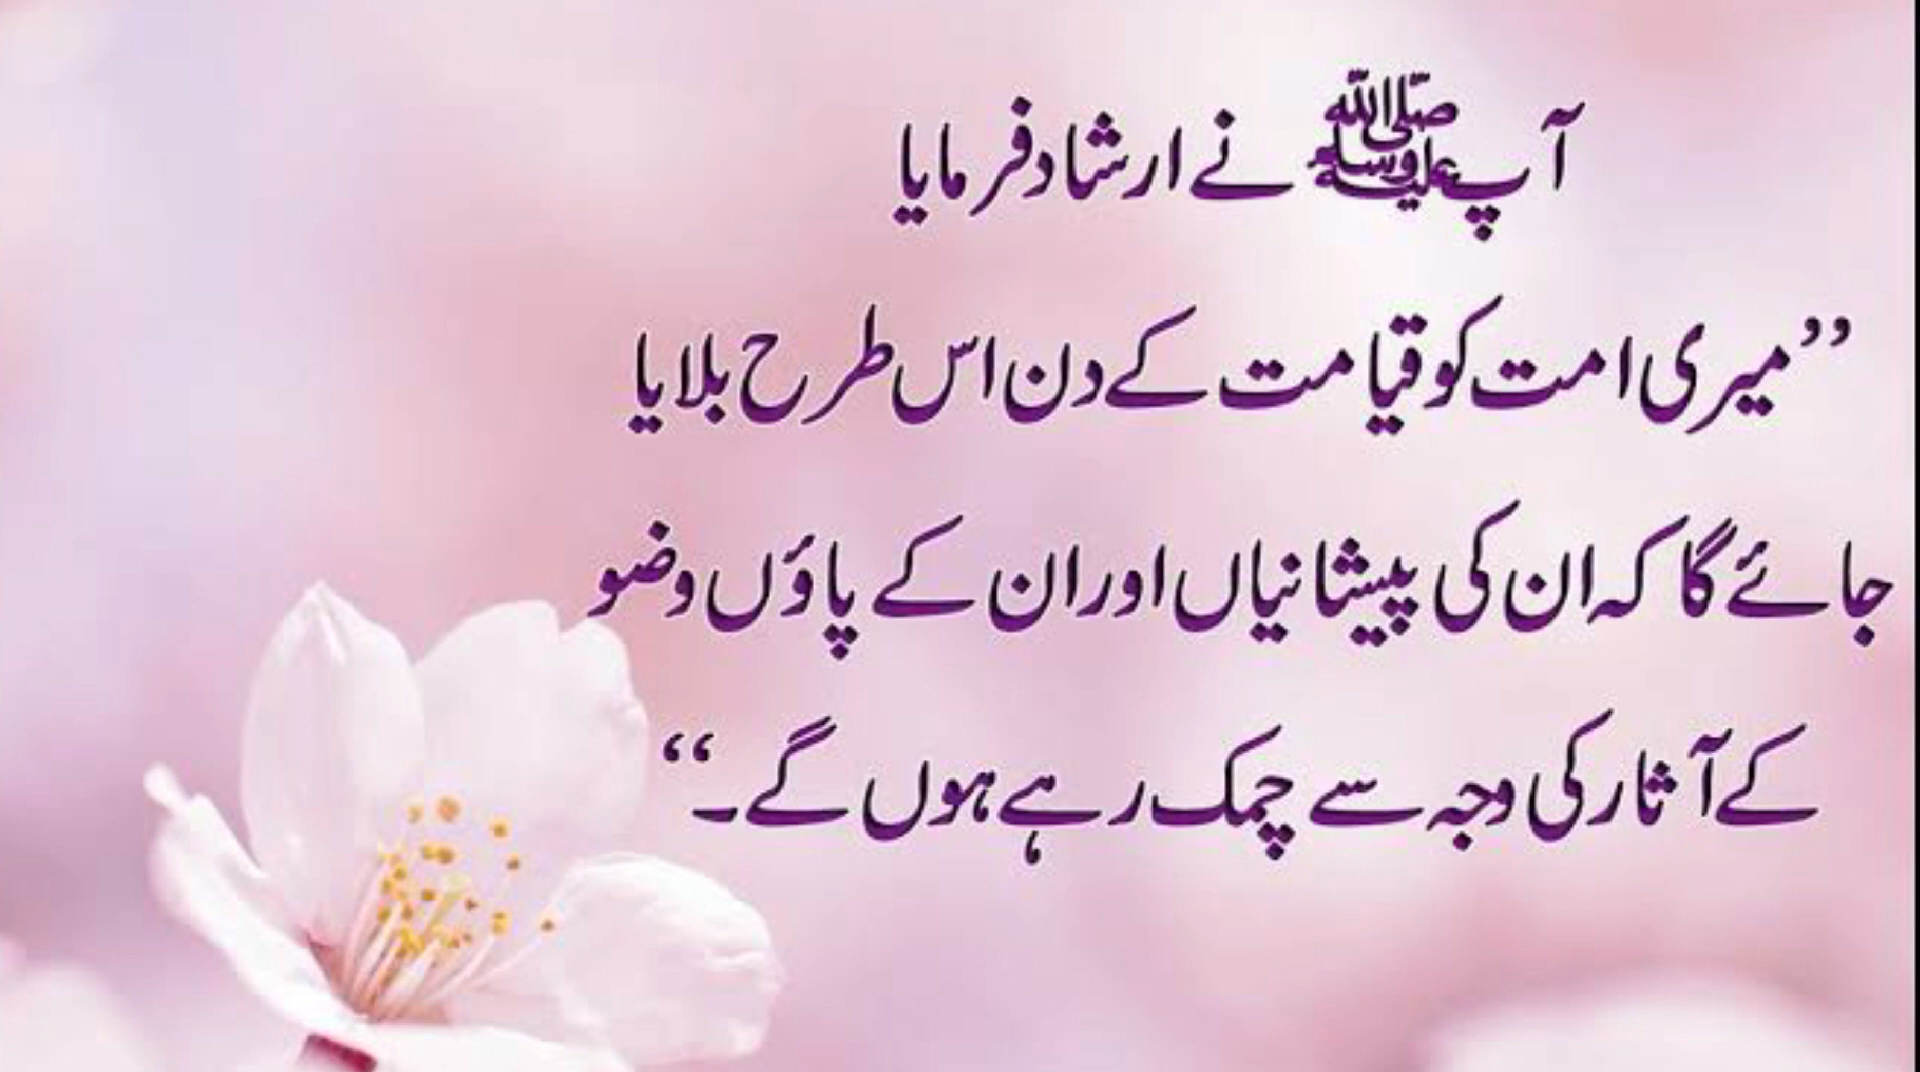 آپ ﷺ نے ارشاد فرمایا
’’میری امت کو قیامت کے دن اس طرح بلایا
جائے گا کہ ان کی پیشانیاں اور ان کے پاؤں وضو
کے آثار کی وجہ سے چمک رہے ہوں گے۔‘‘